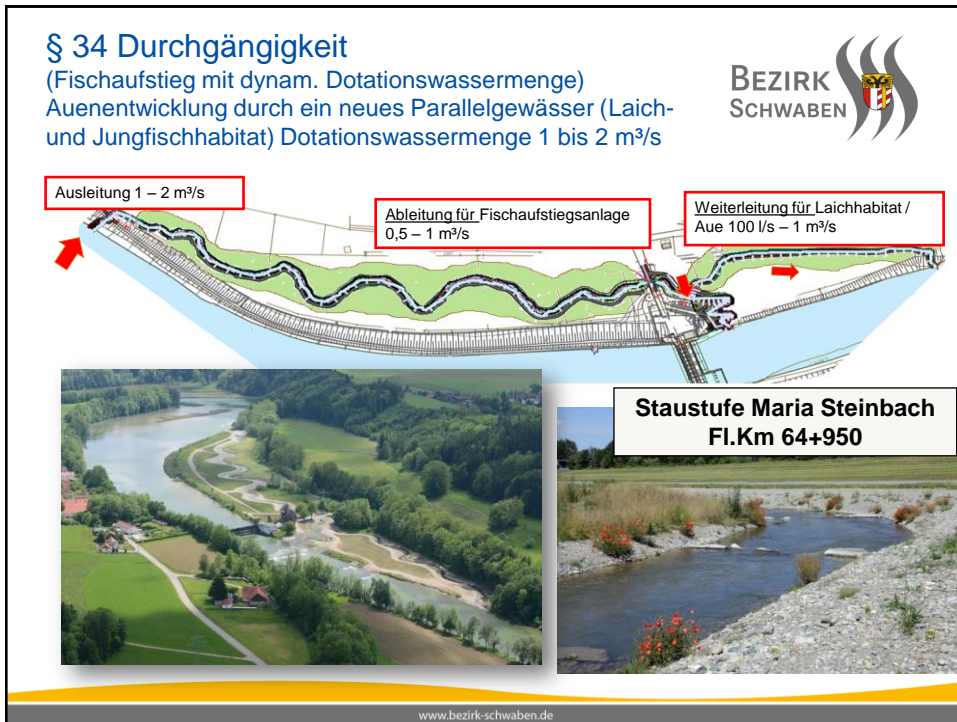 § 34 Durchgängigkeit
(Fischaufstieg mit dynam. Dotationswassermenge)
Auenentwicklung durch ein neues Parallelgewässer (Laich-
und Jungfischhabitat) Dotationswassermenge 1 bis 2 m³/s
BEZIRK
SCHWABEN
Ausleitung 1 – 2 m³/s
Ableitung für Fischaufstiegsanlage
0,5 – 1 m³/s
Weiterleitung für Laichhabitat /
Aue 100 l/s – 1 m³/s
Staustufe Maria Steinbach
Fl.Km 64+950
www.bezirk-schwaben.de